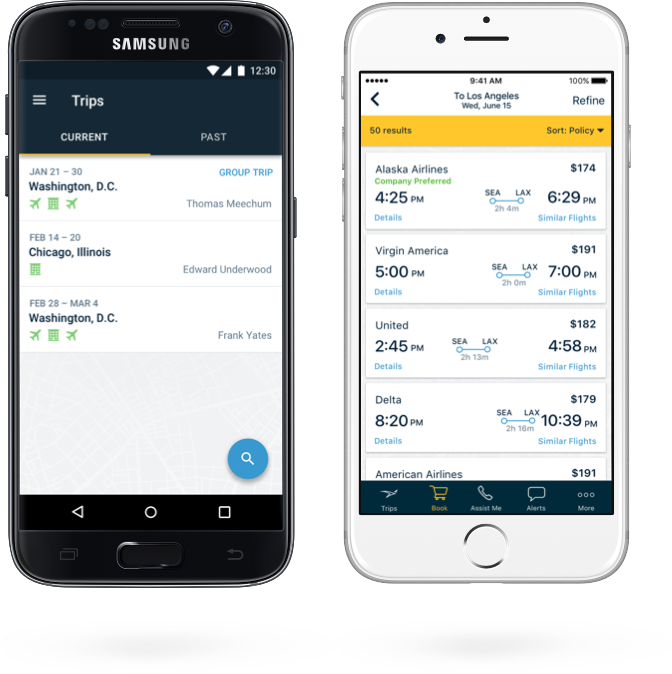 SAMSUNG
12:30
Trips
CURRENT PAST
JAN 21 – 30 GROUP TRIP
Washington, D.C.
Thomas Meechum
FEB 14 – 20
Chicago, Illinois
Edward Underwood
FEB 28 – MAR 4
Washington, D.C.
Frank Yates
9:41 AM 100%
To Los Angeles
Wed, June 15
Refine
50 results Sort: Policy
Alaska Airlines $174
Company Preferred
4:25 PM SEA LAX 6:29 PM
2h 4m
Details Similar Flights
Virgin America $191
5:00 PM SEA LAX 7:00 PM
2h 0m
Details Similar Flights
United $182
2:45 PM SEA LAX 4:58 PM
2h 13m
Details Similar Flights
Delta $179
8:20 PM SEA LAX 10:39 PM
2h 16m
Details Similar Flights
American Airlines $191
Trips Book Assist Me Alerts More